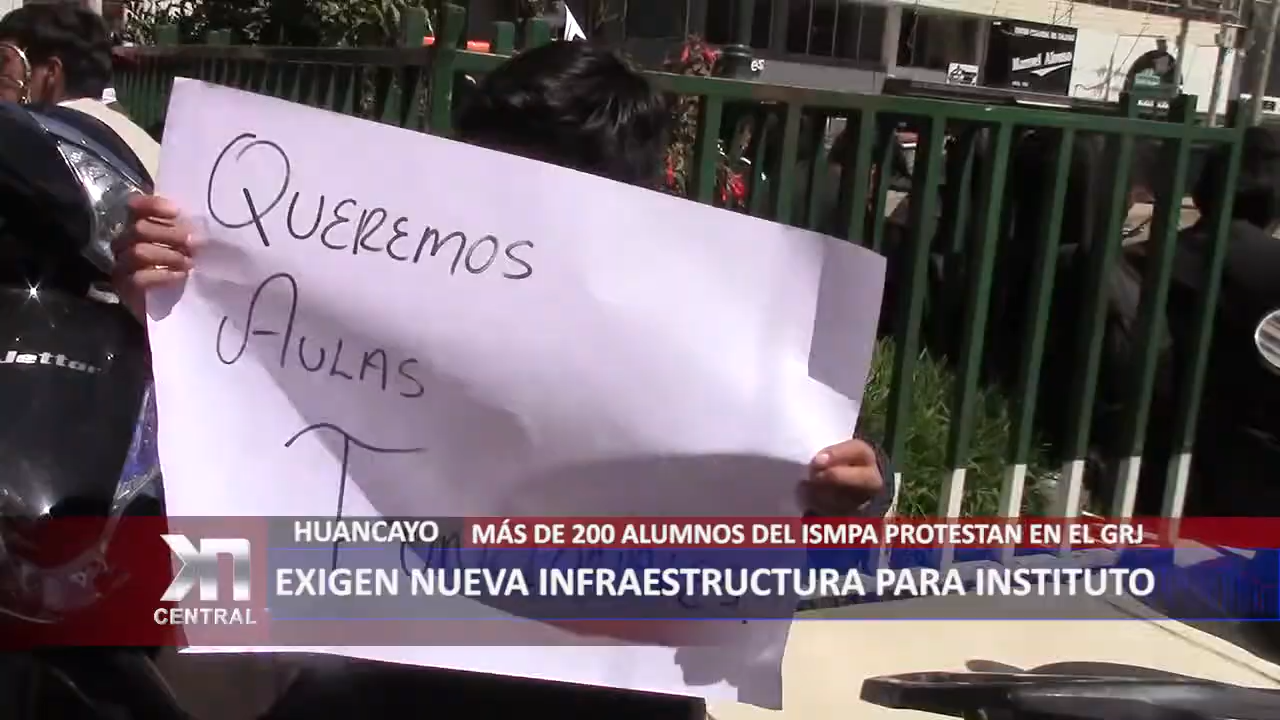 QUEREMOS
AULAS
Jettor
HUANCAYO
MÁS DE 200 ALUMNOS DEL ISMPA PROTESTAN EN EL GRJ
EXIGEN NUEVA INFRAESTRUCTURA PARA INSTITUTO
CENTRAL